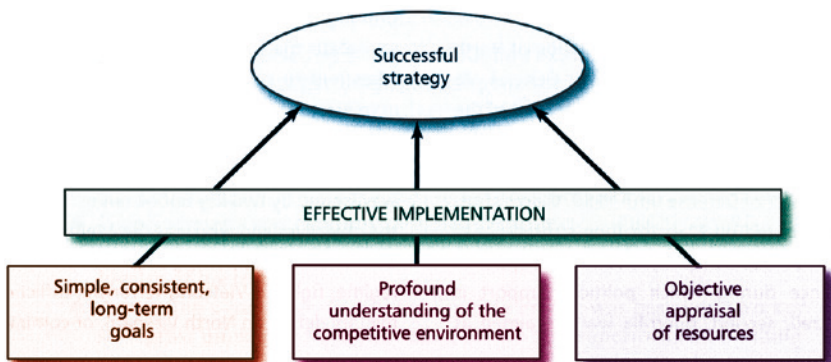 Successful
strategy
EFFECTIVE IMPLEMENTATION
Simple, consistent,
long-term
goals
Profound
understanding of the
competitive environment
Objective
appraisal
of resources